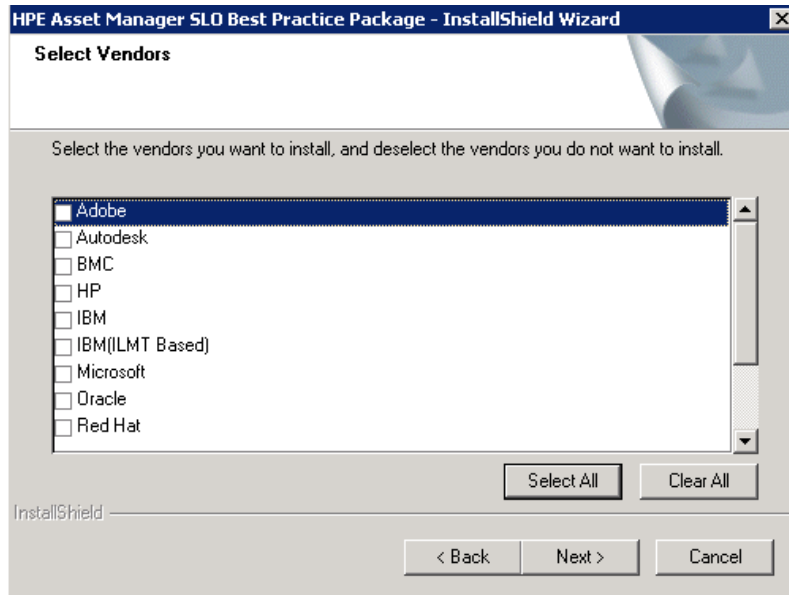 HPE Asset Manager SLO Best Practice Package - InstallShield Wizard
Select Vendors
Select the vendors you want to install, and deselect the vendors you do not want to install.
Adobe
Autodesk
BMC
HP
IBM
IBM(ILMT Based)
Microsoft
Oracle
Red Hat
Select All
Clear All
InstallShield
< Back
Next >
Cancel